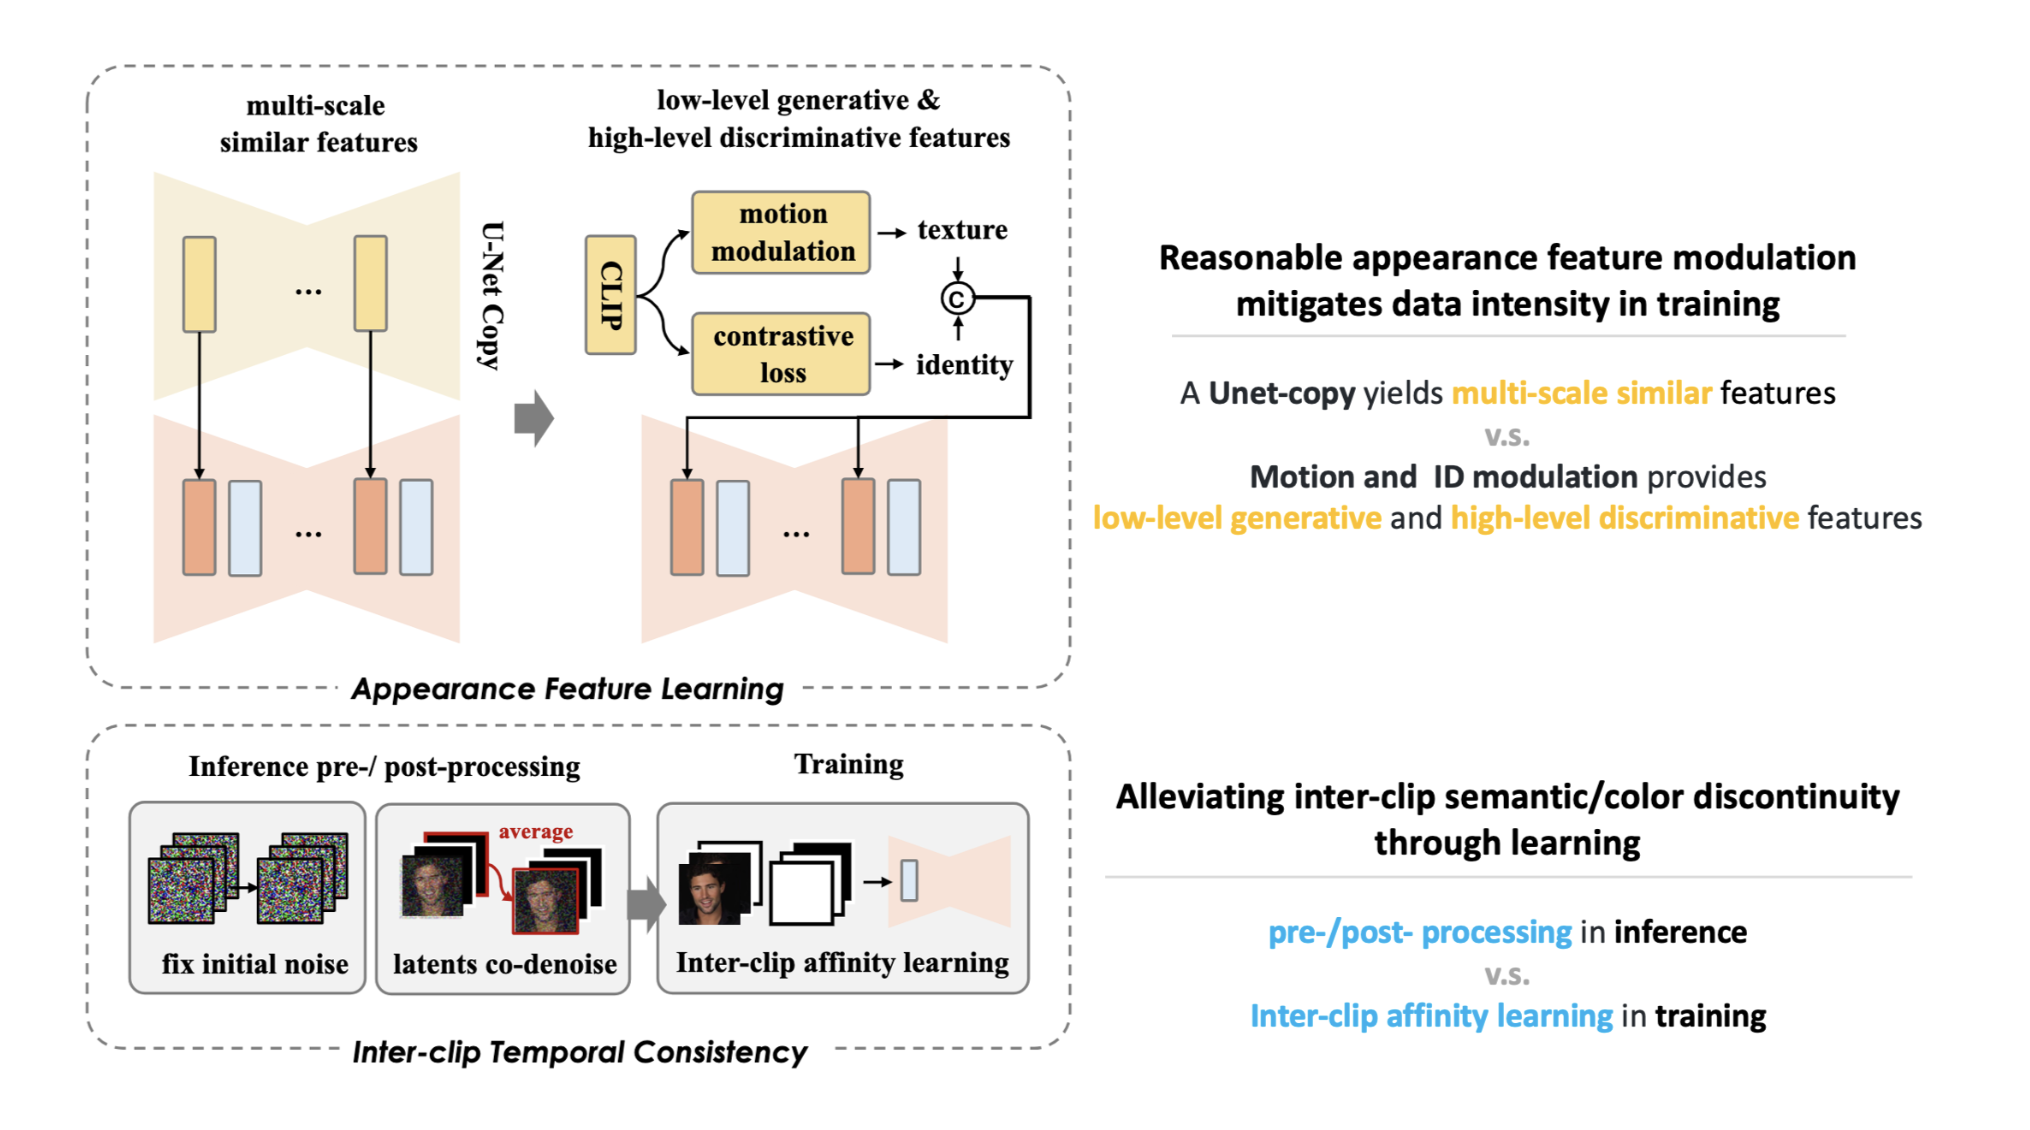 multi-scale
similar features
low-level generative &
high-level discriminative features
U-Net Copy
CLIP
motion
modulation
texture
C
contrastive
loss
identity
...
...
...
Appearance Feature Learning
Reasonable appearance feature modulation
mitigates data intensity in training
A Unet-copy yields multi-scale similar features
v.s.
Motion and ID modulation provides
low-level generative and high-level discriminative features
Inference pre-/ post-processing
Training
average
fix initial noise
latents co-denoise
Inter-clip affinity learning
Inter-clip Temporal Consistency
Alleviating inter-clip semantic/color discontinuity
through learning
pre-/post- processing in inference
v.s.
Inter-clip affinity learning in training